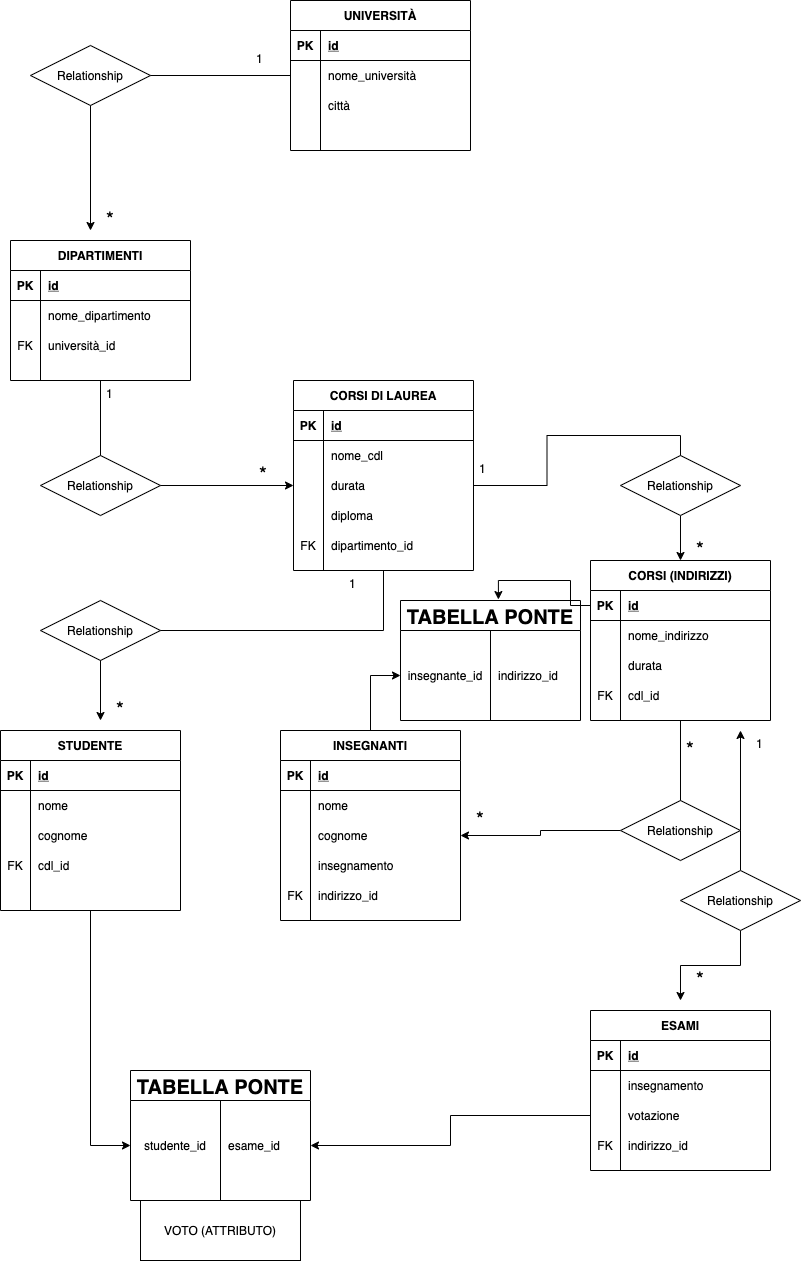 UNIVERSITÀ
PK id
nome_università
città
Relationship
1
*
DIPARTIMENTI
PK id
nome_dipartimento
FK università_id
1
Relationship
*
CORSI DI LAUREA
PK id
nome_cdl
durata
diploma
FK dipartimento_id
1
Relationship
*
CORSI (INDIRIZZI)
PK id
nome_indirizzo
durata
FK cdl_id
1
Relationship
*
TABELLA PONTE
insegnante_id indirizzo_id
STUDENTE
PK id
nome
cognome
FK cdl_id
INSEGNANTI
PK id
nome
cognome
insegnamento
FK indirizzo_id
*
Relationship
*
1
Relationship
*
ESAMI
PK id
insegnamento
votazione
FK indirizzo_id
TABELLA PONTE
studente_id esame_id
VOTO (ATTRIBUTO)